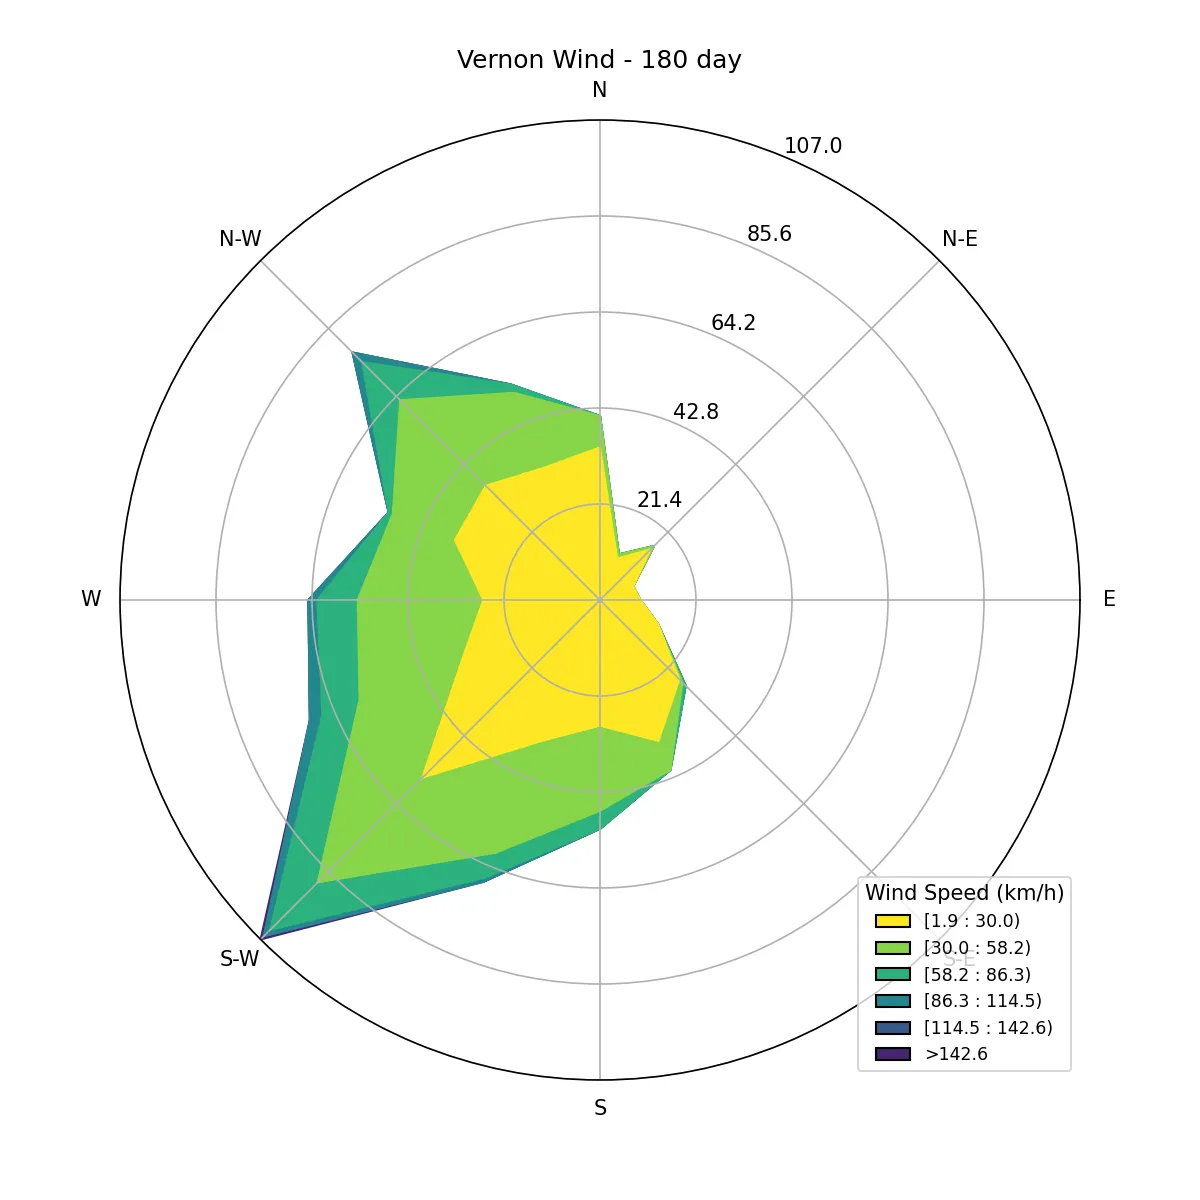 Vernon Wind - 180 day
N
107.0
85.6
N-W
N-E
64.2
42.8
21.4
W
E
Wind Speed (km/h)
[1.9 : 30.0)
[30.0 : 58.2)
S-W
S-E
[58.2 : 86.3)
[86.3 : 114.5)
[114.5 : 142.6)
>142.6
S